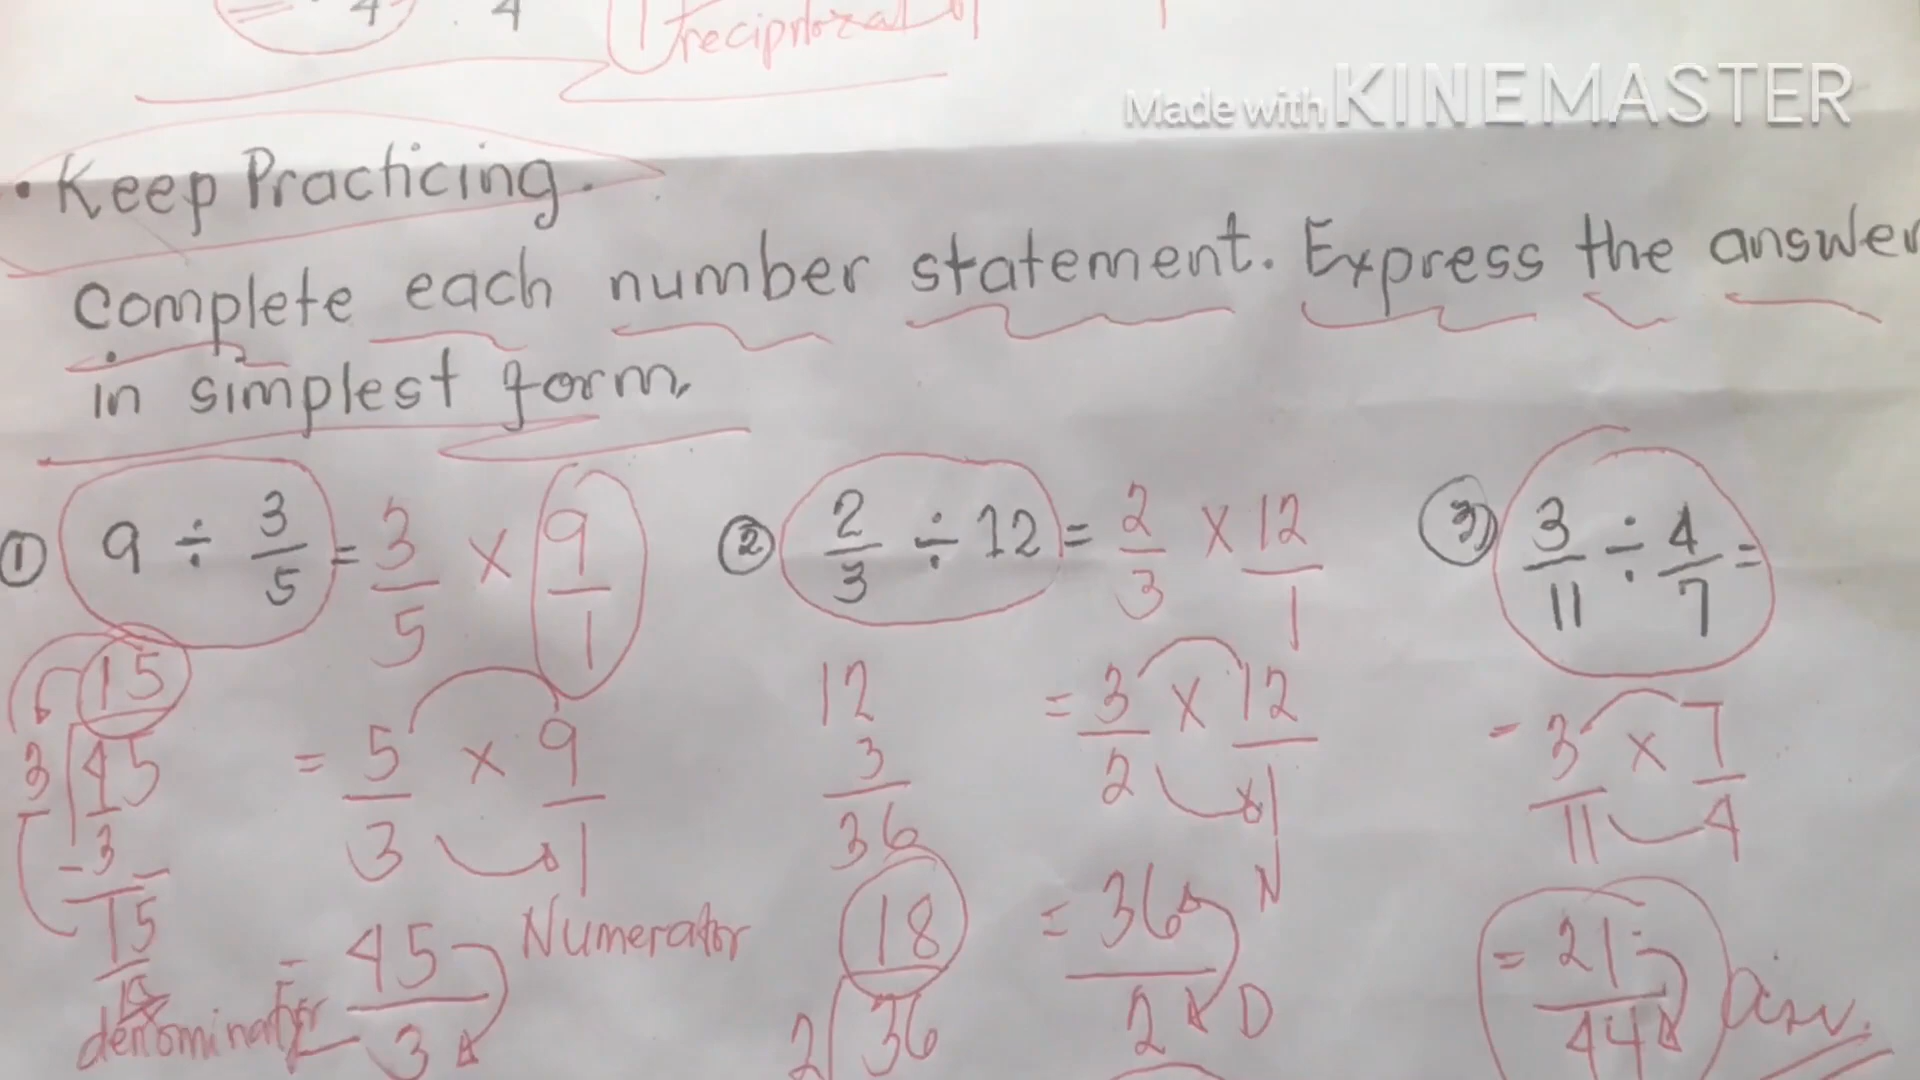 reciprocal
Made with KINEMASTER
• Keep Practicing.
Complete each number statement. Express the answer
in simplest form.
① 9 ÷ 3/5 = 3/5 × 9/1
= 5/3 × 9/1
= 45/3
Numerator
denominator
15
3 45
-3
15
② 2/3 ÷ 12 = 2/3 × 12/1
= 3/2 × 12/1
= 36/2
N
D
12
3
36
18
2 36
③ 3/11 ÷ 4/7 =
= 3/11 × 7/4
= 21/44